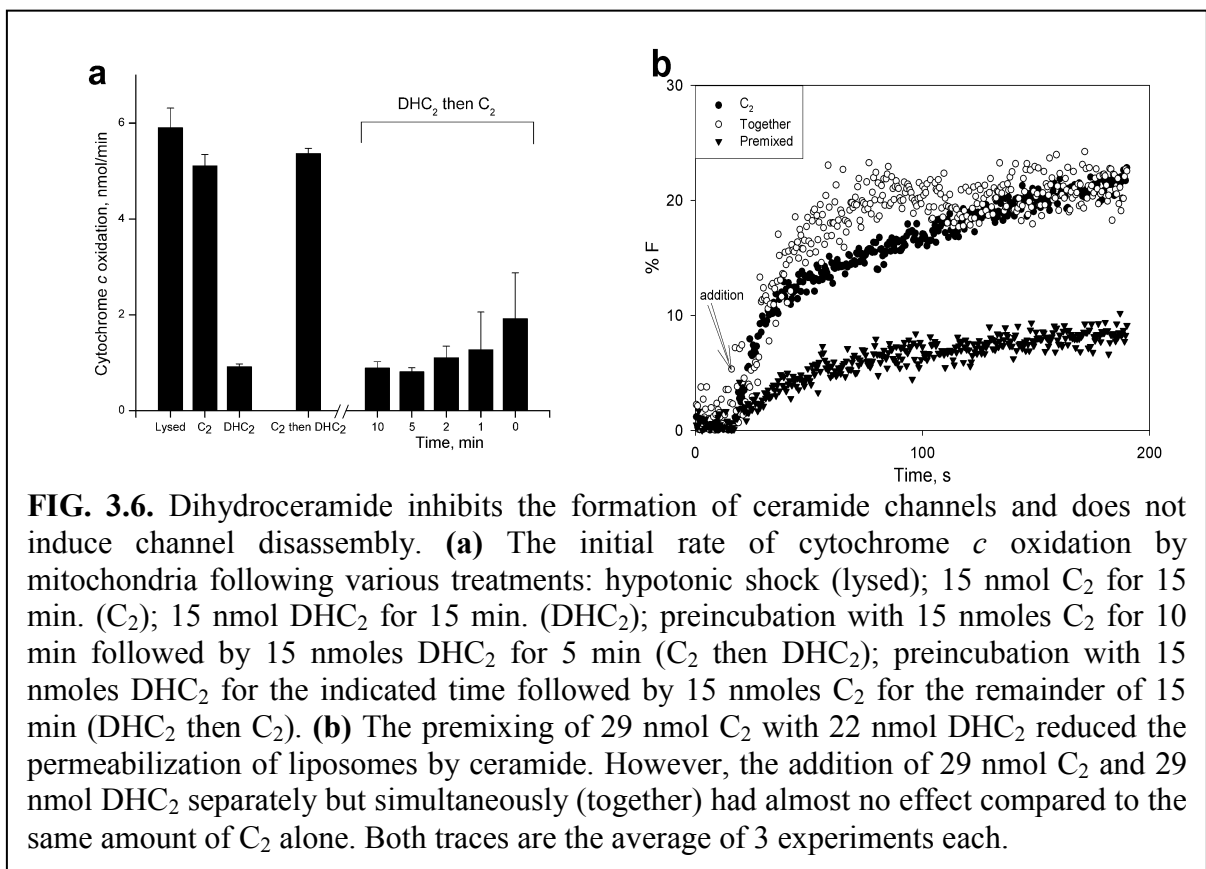 a
Cytochrome c oxidation, nmol/min
6
4
2
0
DHC₂ then C₂
Lysed C₂ DHC₂ C₂ then DHC₂ 10 5 2 1 0
Time, min
b
30
20
10
0
% F
C₂
Together
Premixed
addition
0 100 200
Time, s
FIG. 3.6. Dihydroceramide inhibits the formation of ceramide channels and does not
induce channel disassembly. (a) The initial rate of cytochrome c oxidation by
mitochondria following various treatments: hypotonic shock (lysed); 15 nmol C₂ for 15
min. (C₂); 15 nmol DHC₂ for 15 min. (DHC₂); preincubation with 15 nmoles C₂ for 10
min followed by 15 nmoles DHC₂ for 5 min (C₂ then DHC₂); preincubation with 15
nmoles DHC₂ for the indicated time followed by 15 nmoles C₂ for the remainder of 15
min (DHC₂ then C₂). (b) The premixing of 29 nmol C₂ with 22 nmol DHC₂ reduced the
permeabilization of liposomes by ceramide. However, the addition of 29 nmol C₂ and 29
nmol DHC₂ separately but simultaneously (together) had almost no effect compared to the
same amount of C₂ alone. Both traces are the average of 3 experiments each.